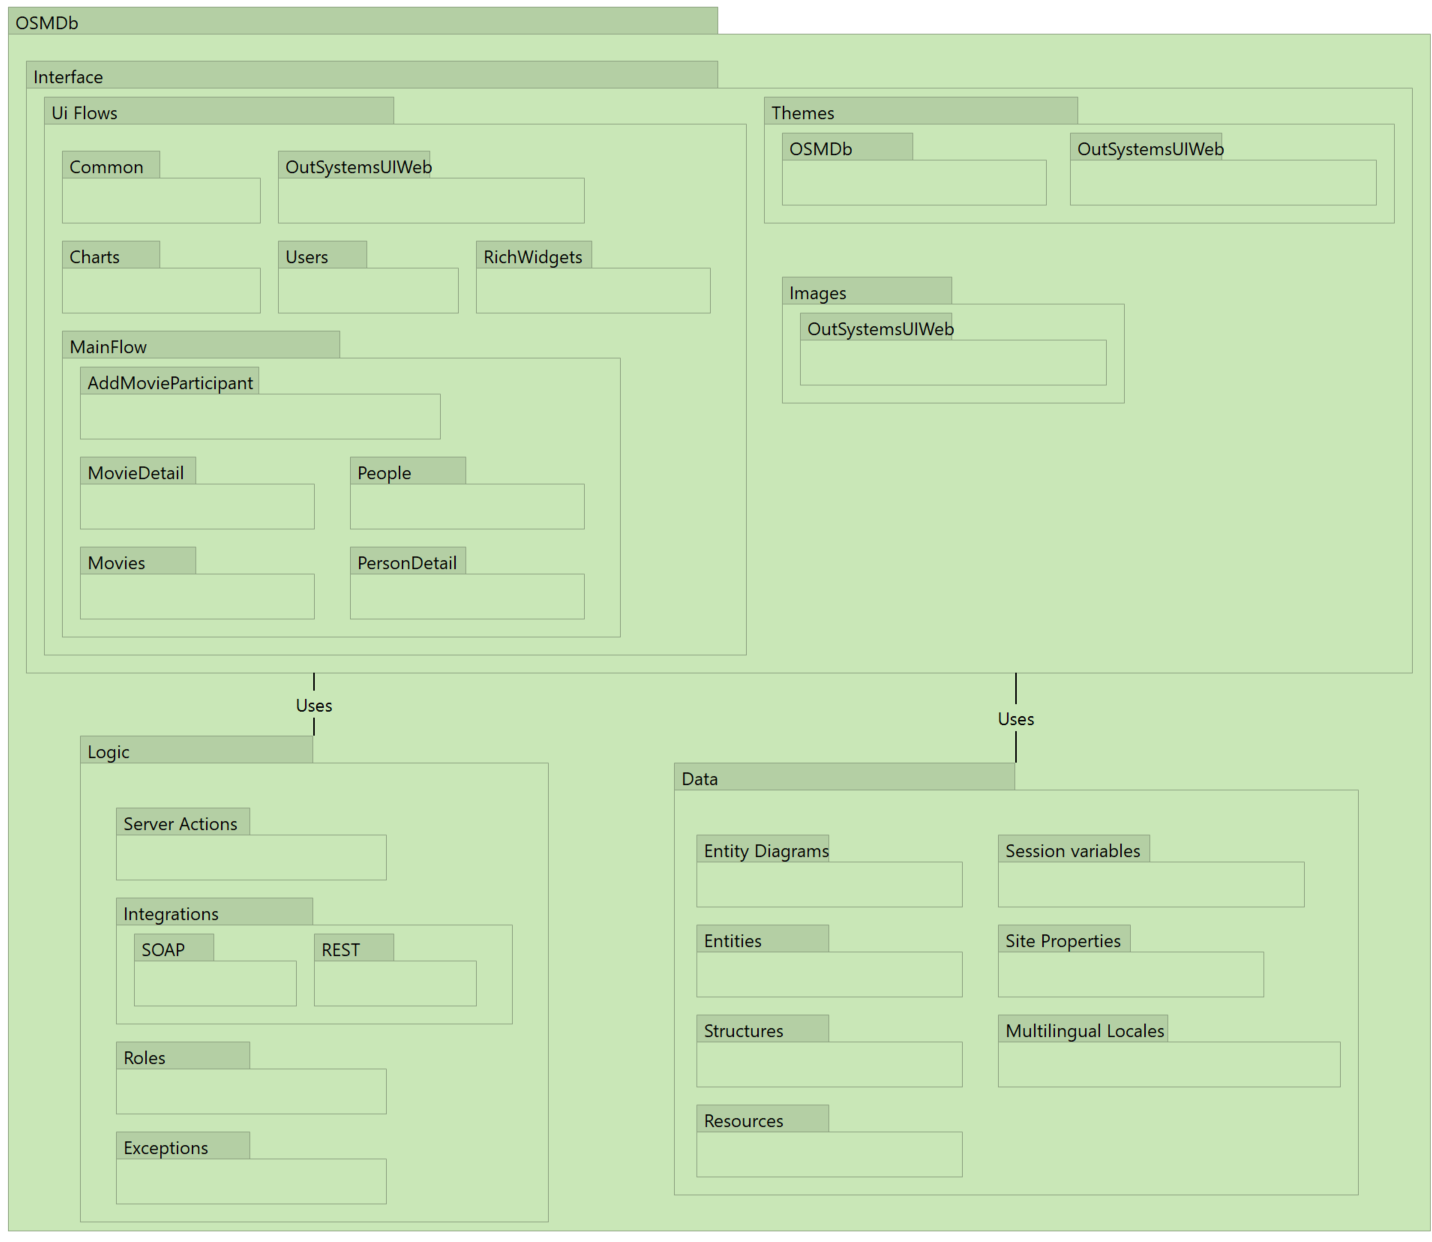 OSMDb
Interface
Ui Flows
Themes
OSMDb
OutSystemsUIWeb
Common
OutSystemsUIWeb
Charts
Users
RichWidgets
Images
OutSystemsUIWeb
MainFlow
AddMovieParticipant
MovieDetail
People
Movies
PersonDetail
Uses
Uses
Logic
Data
Server Actions
Entity Diagrams
Session variables
Integrations
SOAP
REST
Entities
Site Properties
Structures
Multilingual Locales
Roles
Resources
Exceptions